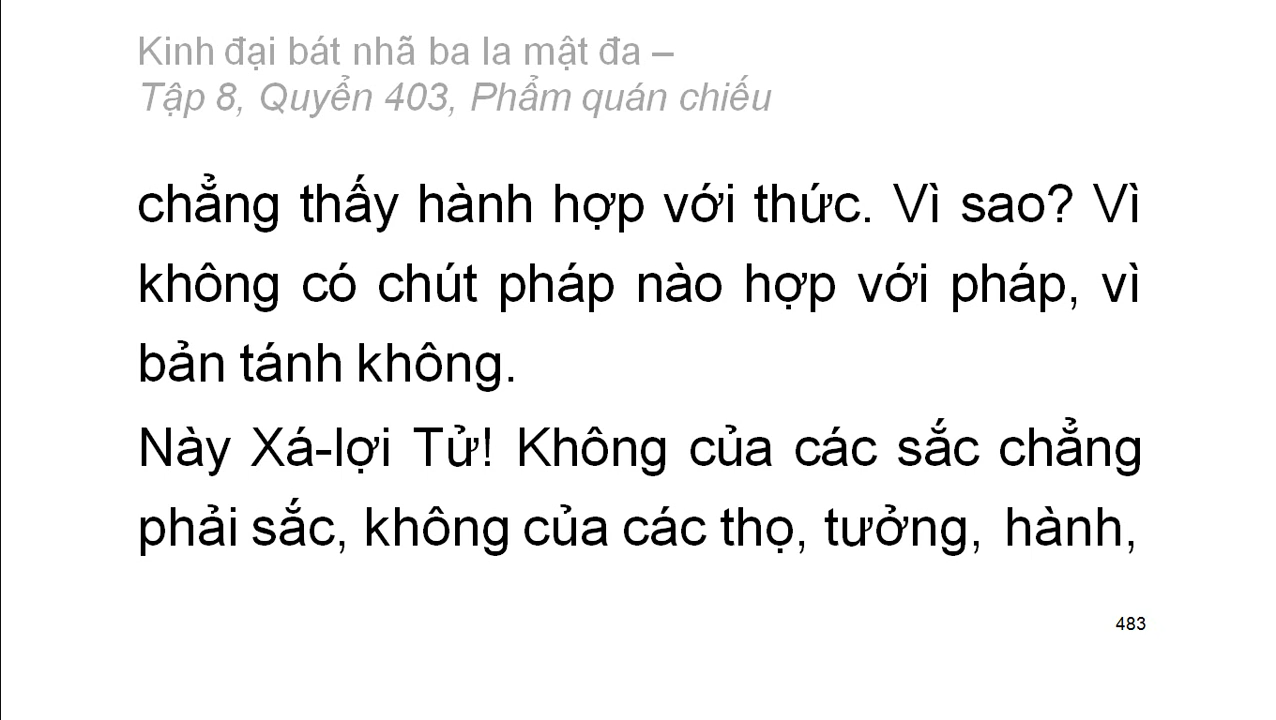 Kinh đại bát nhã ba la mật đa –
Tập 8, Quyển 403, Phẩm quán chiếu
chẳng thấy hành hợp với thức. Vì sao? Vì
không có chút pháp nào hợp với pháp, vì
bản tánh không.
Này Xá-lợi Tử! Không của các sắc chẳng
phải sắc, không của các thọ, tưởng, hành,
483